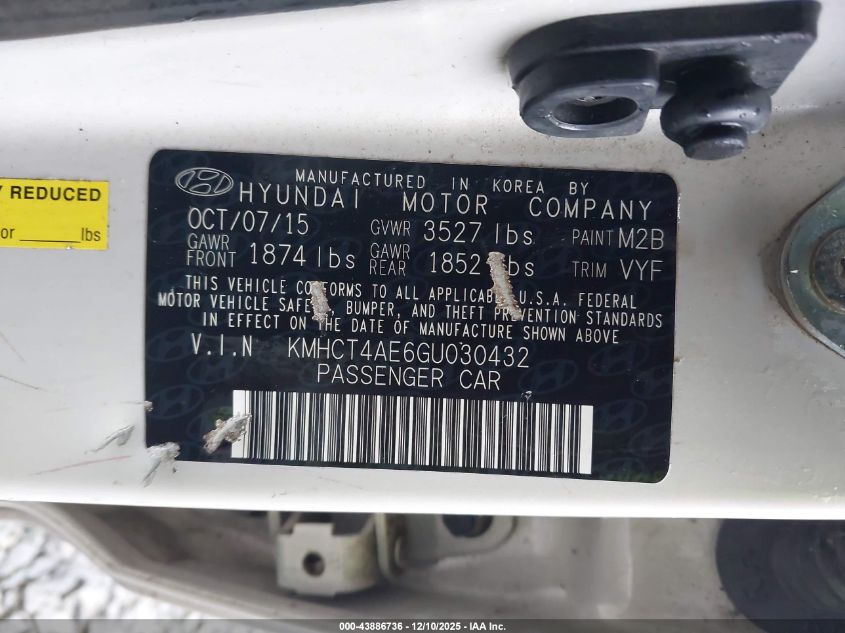 Y REDUCED
or ______ lbs
MANUFACTURED IN KOREA BY
HYUNDAI MOTOR COMPANY
OCT/07/15 GVWR 3527 lbs PAINT M2B
GAWR FRONT 1874 lbs GAWR REAR 1852 lbs TRIM VYF
THIS VEHICLE CONFORMS TO ALL APPLICABLE U.S.A. FEDERAL
MOTOR VEHICLE SAFETY, BUMPER, AND THEFT PREVENTION STANDARDS
IN EFFECT ON THE DATE OF MANUFACTURE SHOWN ABOVE
V.I.N KMHCT4AE6GU030432
PASSENGER CAR
000-43886736 - 12/10/2025 - IAA Inc.